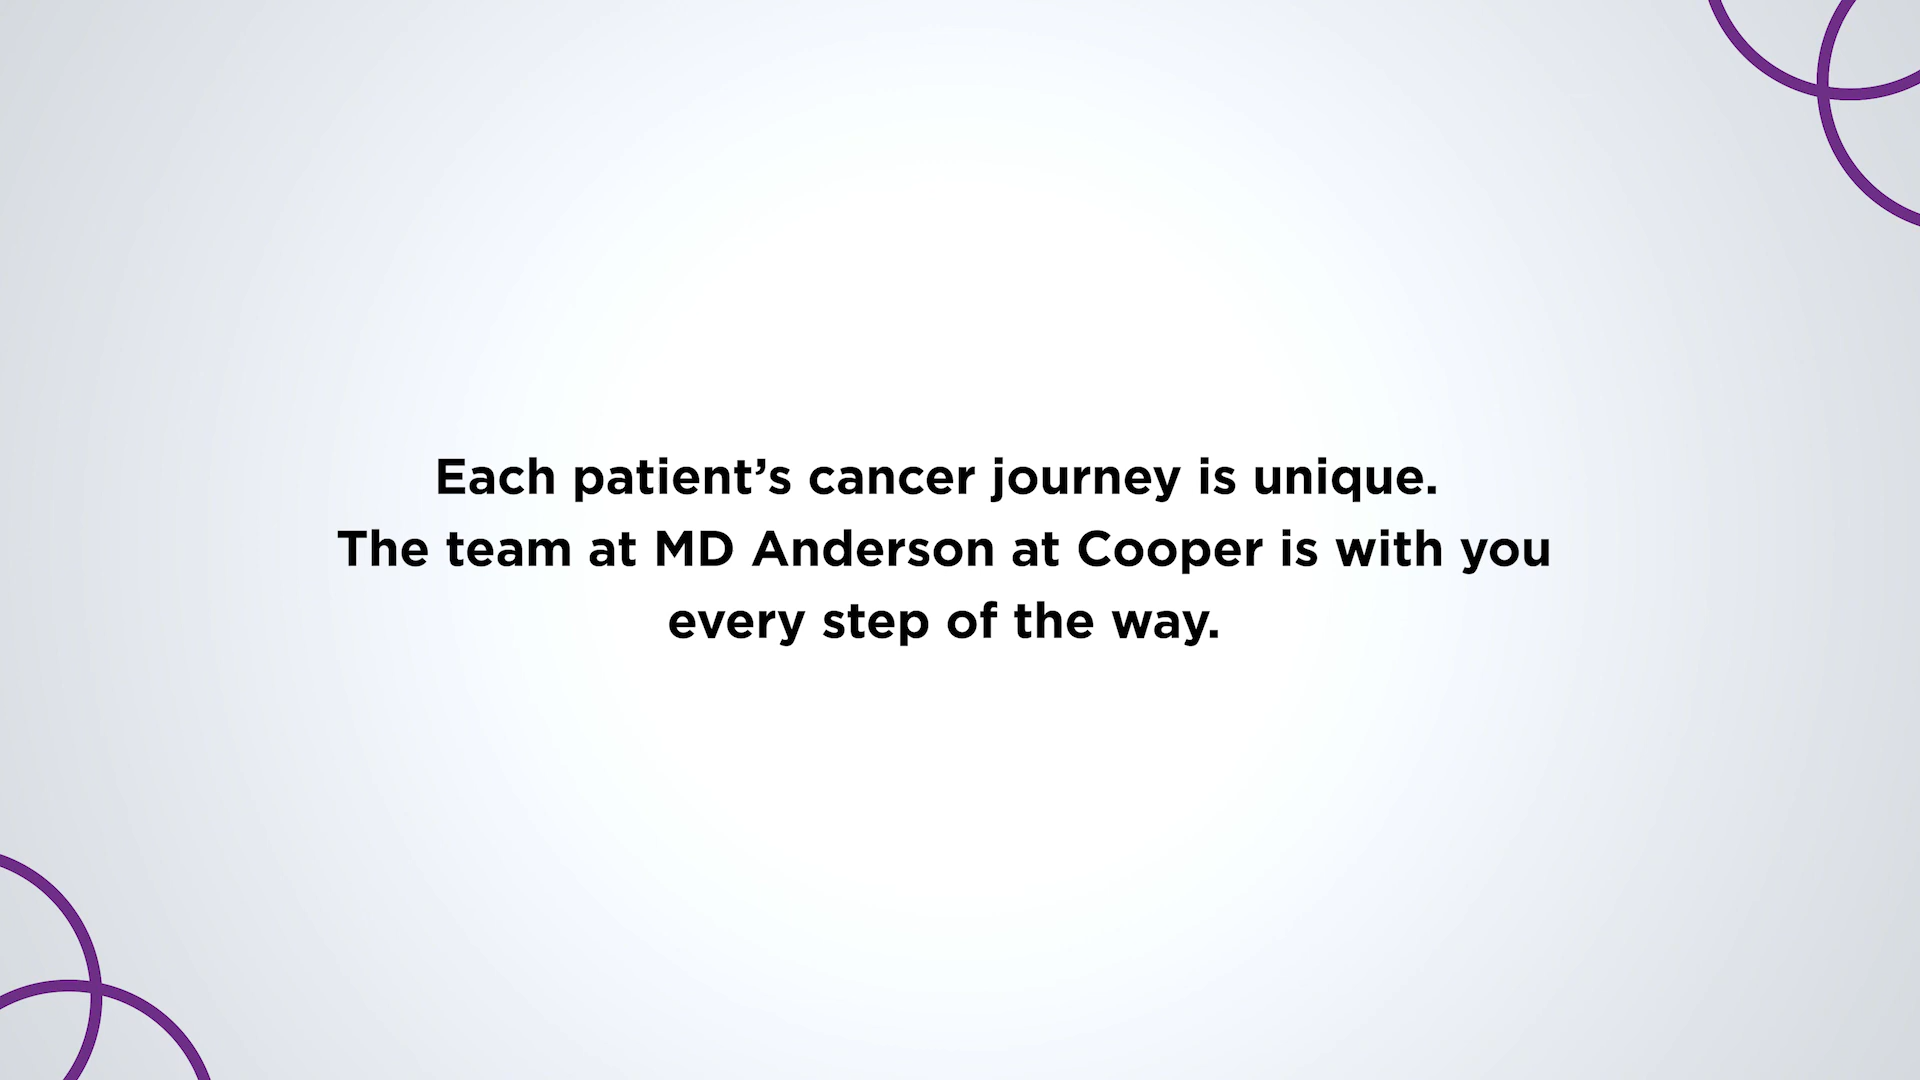 Each patient’s cancer journey is unique.
The team at MD Anderson at Cooper is with you
every step of the way.